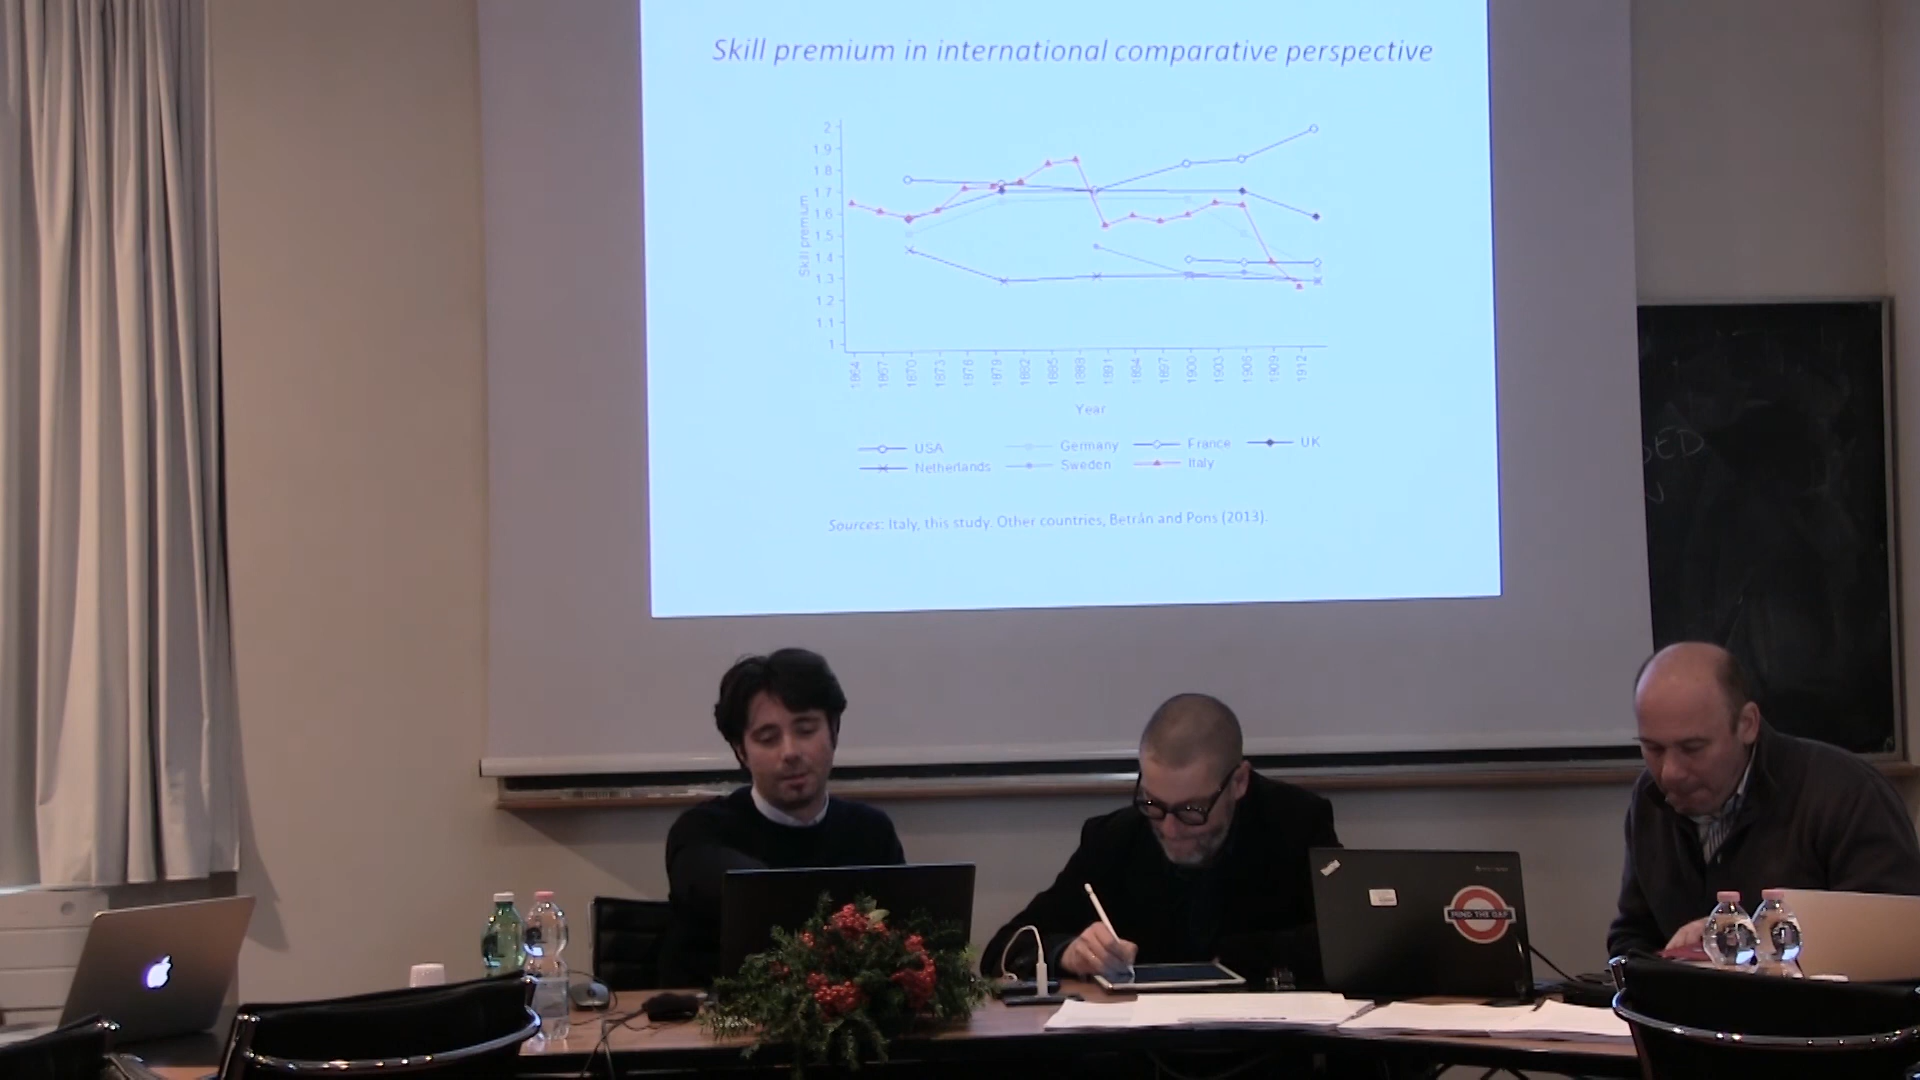 Skill premium in international comparative perspective
2
1.9
1.8
1.7
1.6
1.5
1.4
1.3
1.2
1.1
1
Skill premium
1864 1867 1870 1873 1876 1879 1882 1885 1888 1891 1894 1897 1900 1903 1906 1909 1912
Year
USA Germany France UK
Netherlands Sweden Italy
Sources: Italy, this study. Other countries, Betrán and Pons (2013).
DED
N
MIND THE GAP